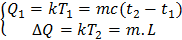 Q₁ = kT₁ = mc(t₂ − t₁)
ΔQ = kT₂ = m.L